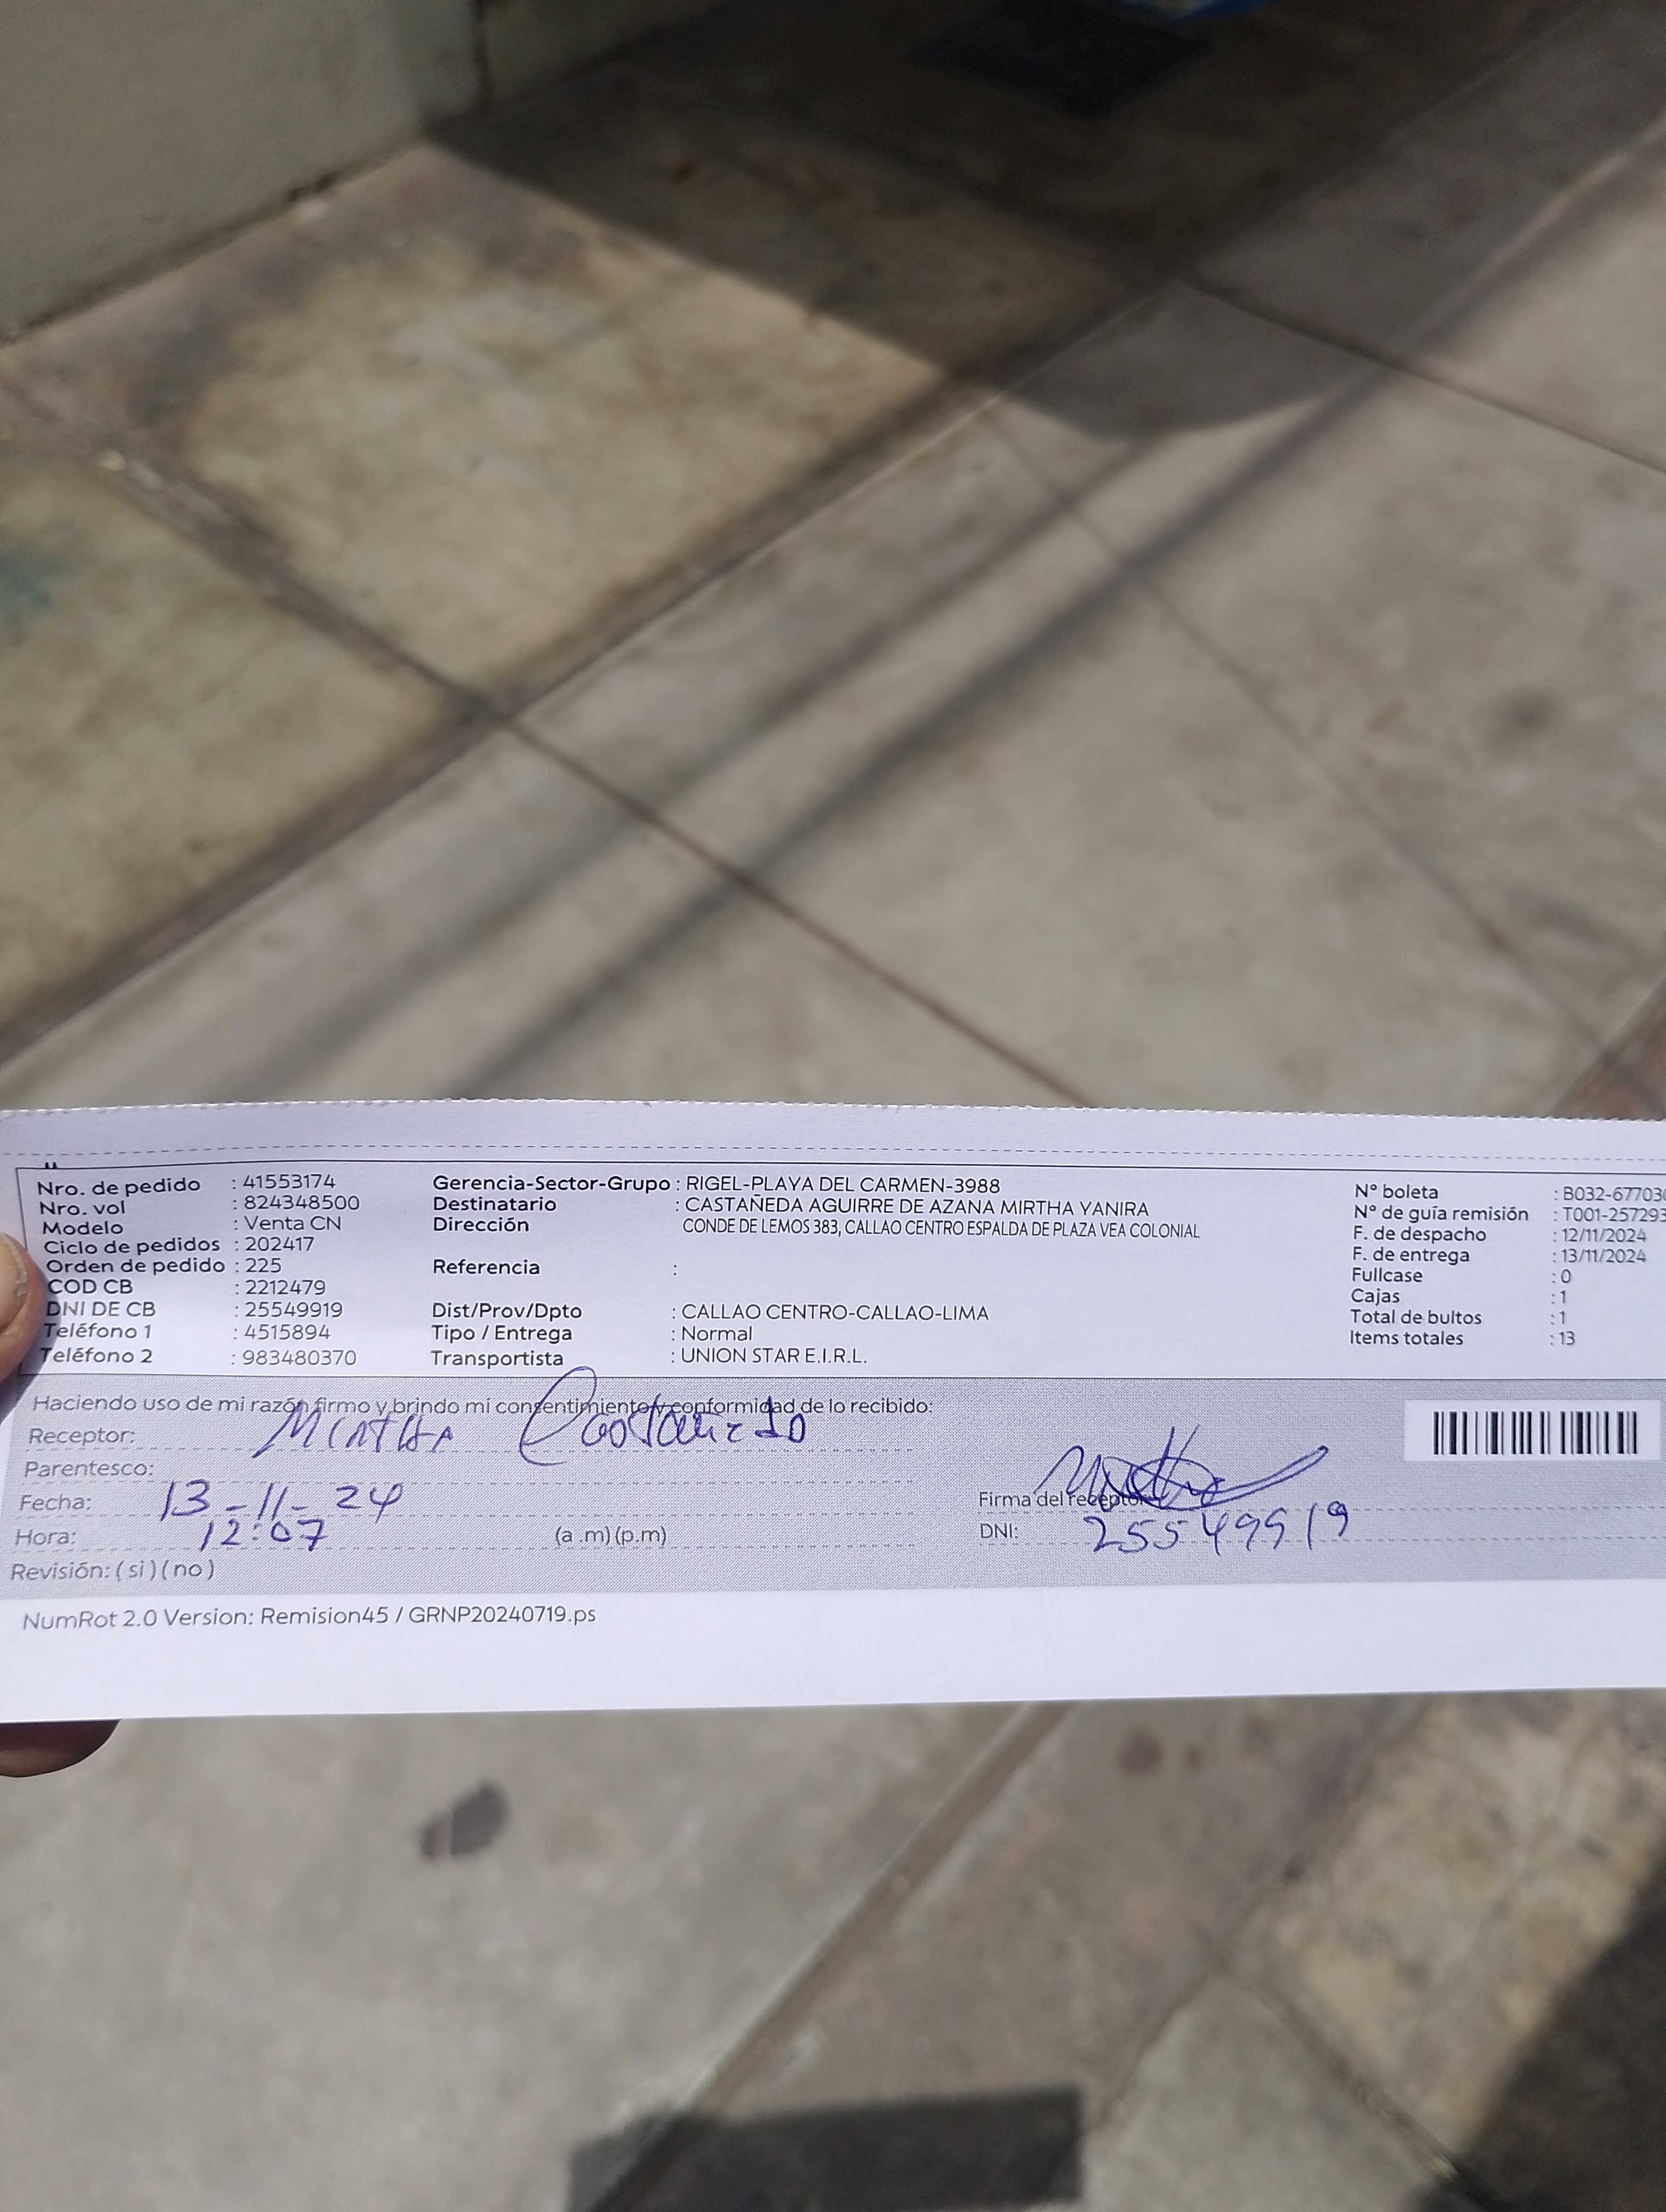 Nro. de pedido : 41553174
Nro. vol : 824348500
Modelo : Venta CN
Ciclo de pedidos : 202417
Orden de pedido : 225
COD CB : 2212479
DNI DE CB : 25549919
Teléfono 1 : 4515894
Teléfono 2 : 983480370
Gerencia-Sector-Grupo : RIGEL-PLAYA DEL CARMEN-3988
Destinatario : CASTAÑEDA AGUIRRE DE AZANA MIRTHA YANIRA
Dirección CONDE DE LEMOS 383, CALLAO CENTRO ESPALDA DE PLAZA VEA COLONIAL
Referencia :
Dist/Prov/Dpto : CALLAO CENTRO-CALLAO-LIMA
Tipo / Entrega : Normal
Transportista : UNION STAR E.I.R.L.
N° boleta : B032-67703
N° de guía remisión : T001-257293
F. de despacho : 12/11/2024
F. de entrega : 13/11/2024
Fullcase : 0
Cajas : 1
Total de bultos : 1
Items totales : 13
Haciendo uso de mi razón firmo y brindo mi consentimiento y conformidad de lo recibido:
Receptor: Mirtha Castañeda
Parentesco:
Fecha: 13-11-24
Hora: 12:07 (a.m)(p.m)
Revisión: (si)(no)
Firma del receptor
DNI: 25549919
NumRot 2.0 Version: Remision45 / GRNP20240719.ps